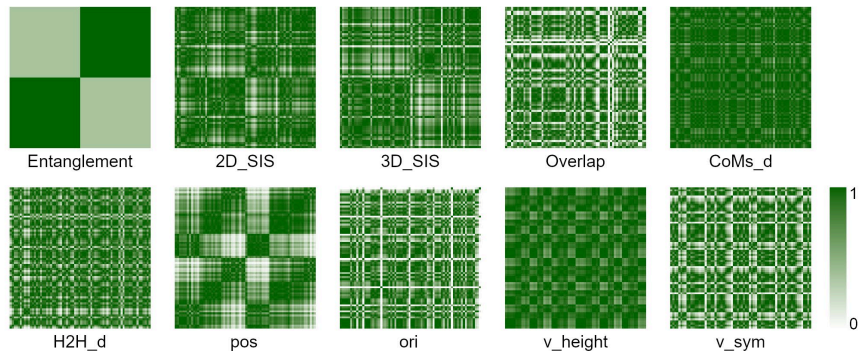 Entanglement 2D_SIS 3D_SIS Overlap CoMs_d
1
0
H2H_d pos ori v_height v_sym